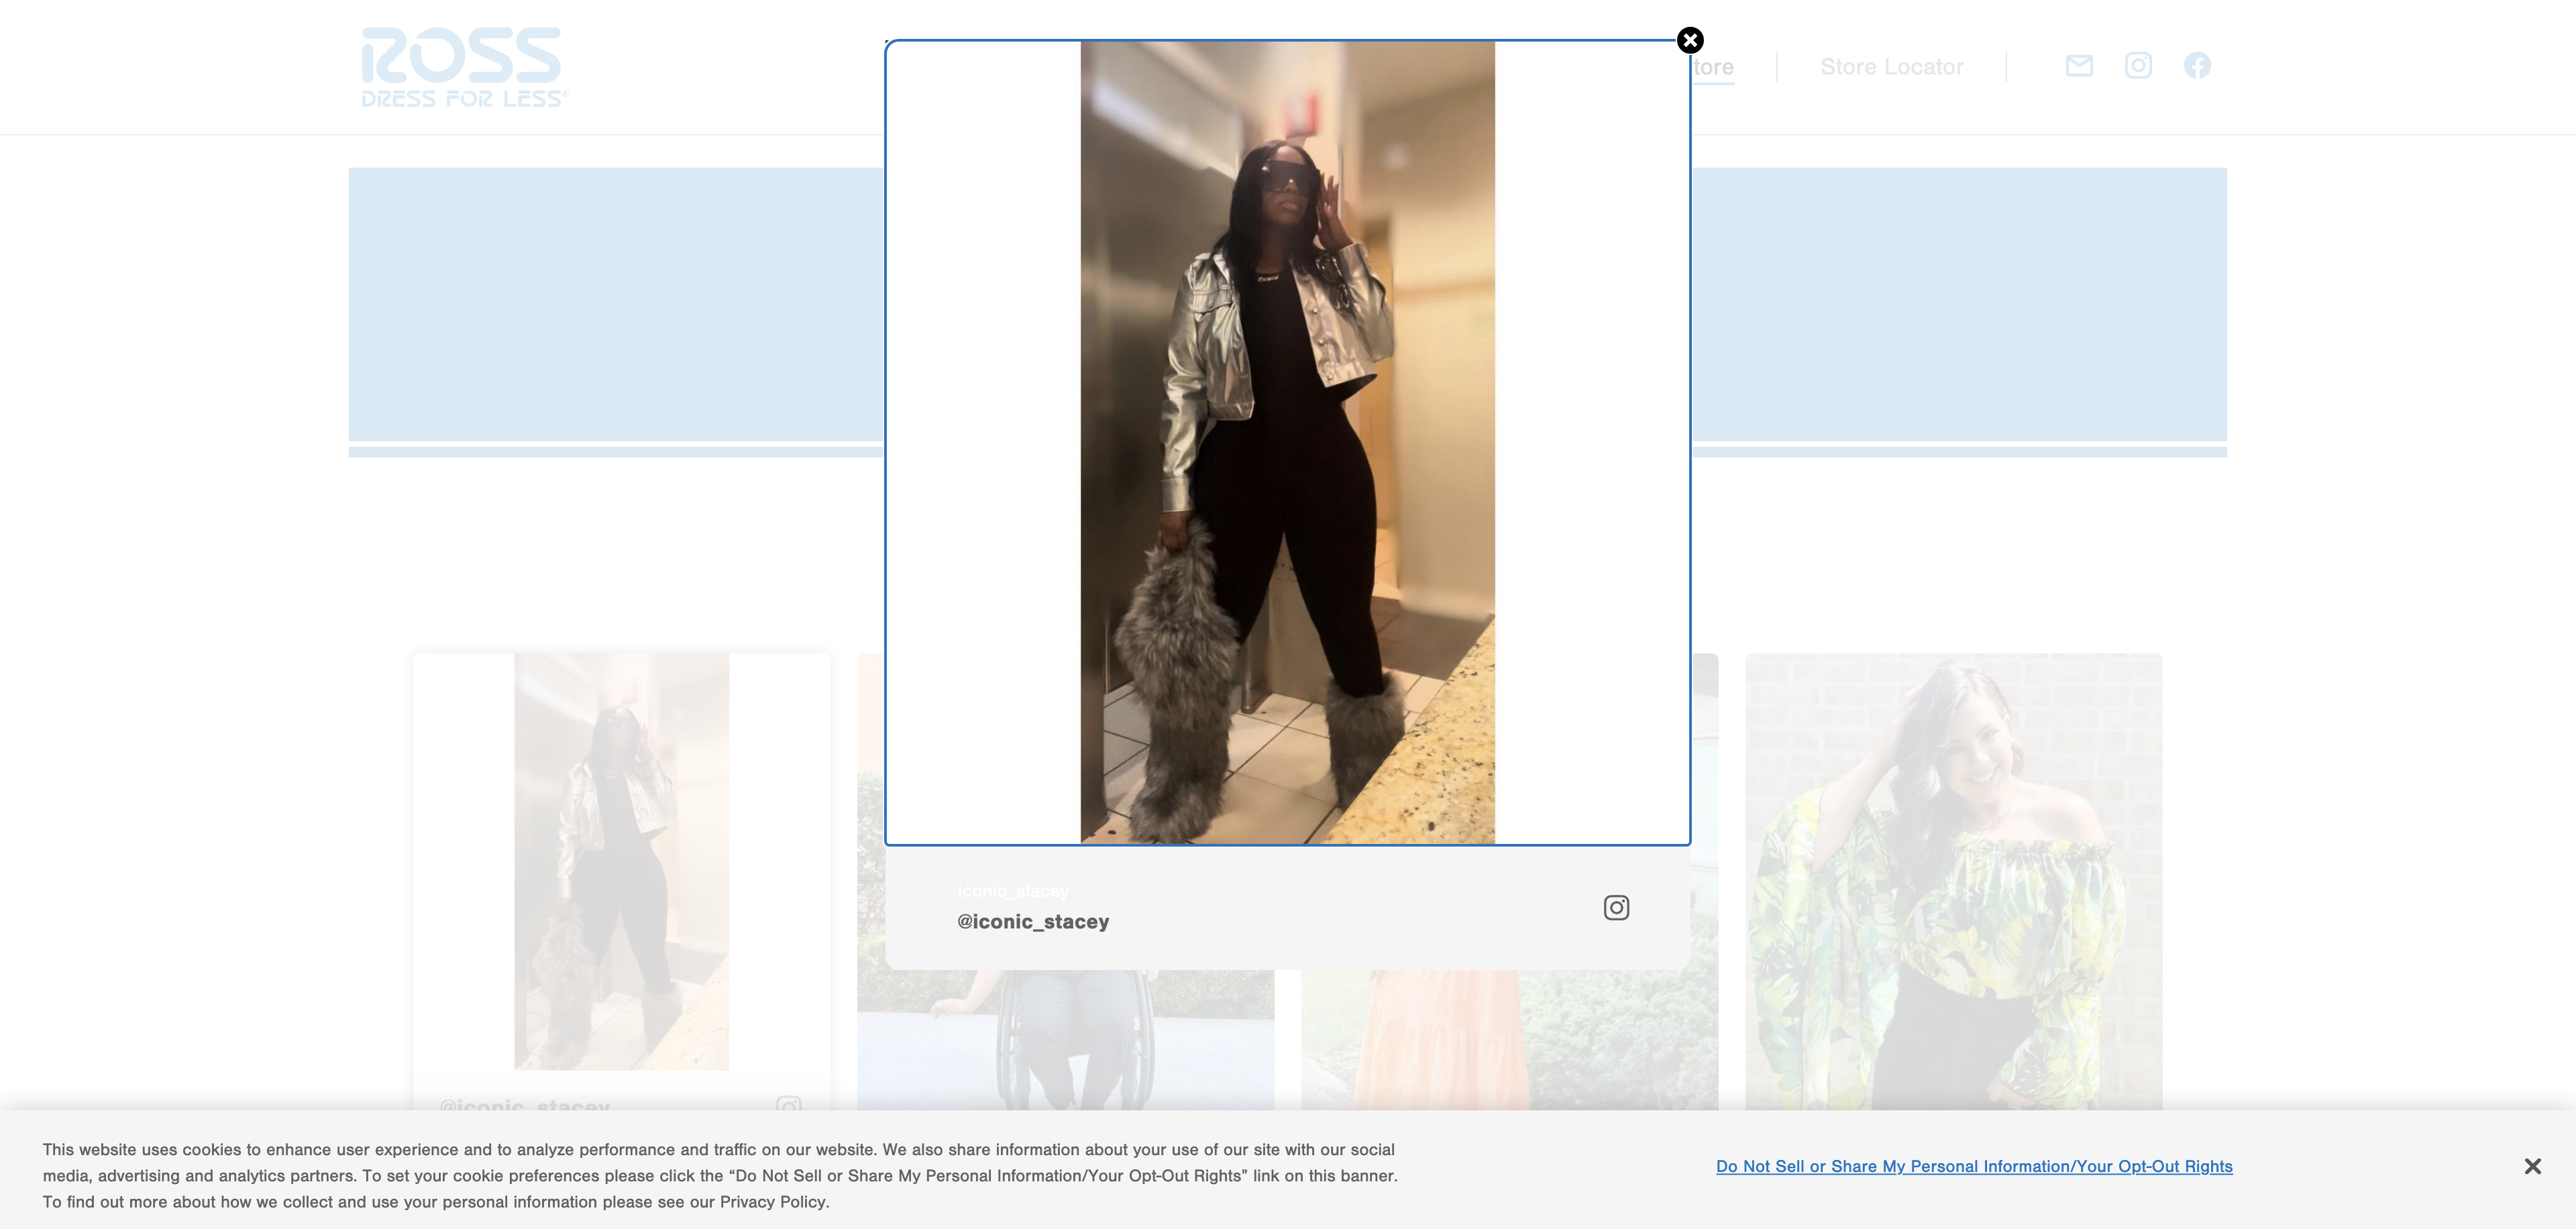 ROSS
DRESS FOR LESS®
tore
Store Locator
iconic_stacey
@iconic_stacey
@iconic_stacey
This website uses cookies to enhance user experience and to analyze performance and traffic on our website. We also share information about your use of our site with our social
media, advertising and analytics partners. To set your cookie preferences please click the “Do Not Sell or Share My Personal Information/Your Opt-Out Rights” link on this banner.
To find out more about how we collect and use your personal information please see our Privacy Policy.
Do Not Sell or Share My Personal Information/Your Opt-Out Rights